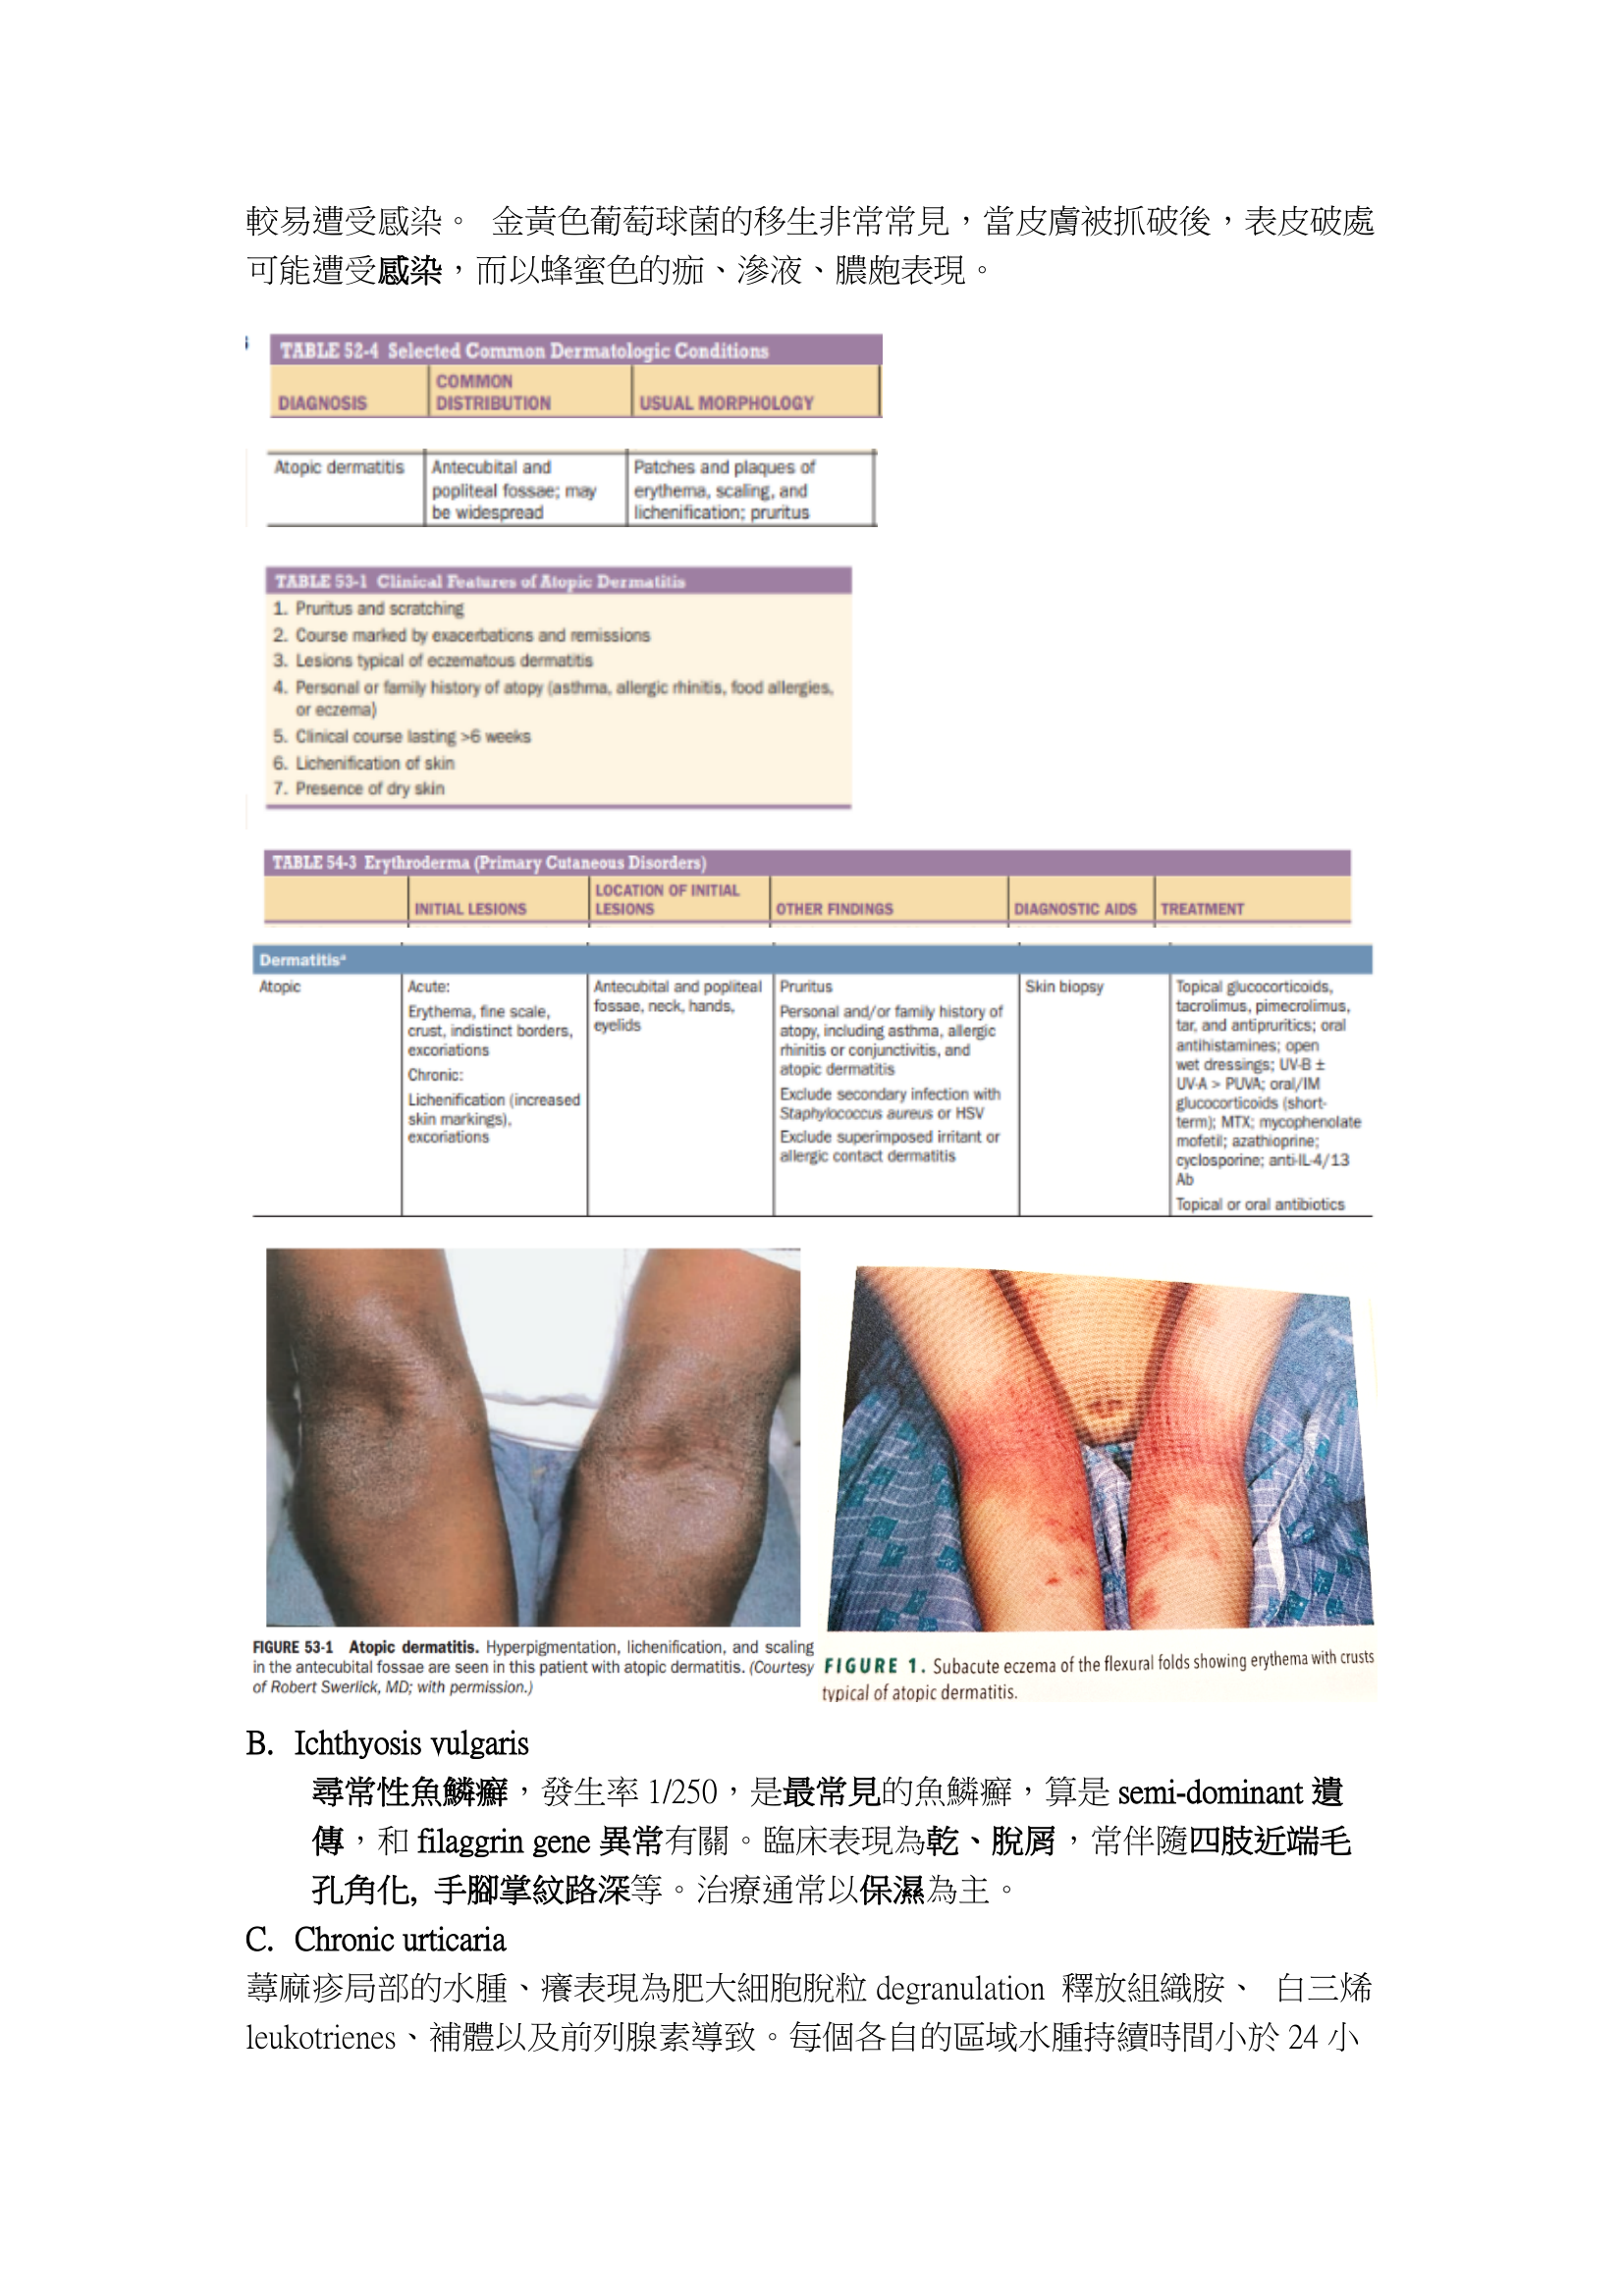 較易遭受感染。 金黃色葡萄球菌的移生非常常見，當皮膚被抓破後，表皮破處
可能遭受感染，而以蜂蜜色的痂、滲液、膿皰表現。
TABLE 52-4 Selected Common Dermatologic Conditions
DIAGNOSIS
COMMON
DISTRIBUTION
USUAL MORPHOLOGY
Atopic dermatitis
Antecubital and
popliteal fossae; may
be widespread
Patches and plaques of
erythema, scaling, and
lichenification; pruritus
TABLE 53-1 Clinical Features of Atopic Dermatitis
1. Pruritus and scratching
2. Course marked by exacerbations and remissions
3. Lesions typical of eczematous dermatitis
4. Personal or family history of atopy (asthma, allergic rhinitis, food allergies,
or eczema)
5. Clinical course lasting >6 weeks
6. Lichenification of skin
7. Presence of dry skin
TABLE 54-3 Erythroderma (Primary Cutaneous Disorders)
INITIAL LESIONS
LOCATION OF INITIAL
LESIONS
OTHER FINDINGS
DIAGNOSTIC AIDS
TREATMENT
Dermatitisᵃ
Atopic
Acute:
Erythema, fine scale,
crust, indistinct borders,
excoriations
Chronic:
Lichenification (increased
skin markings),
excoriations
Antecubital and popliteal
fossae, neck, hands,
eyelids
Pruritus
Personal and/or family history of
atopy, including asthma, allergic
rhinitis or conjunctivitis, and
atopic dermatitis
Exclude secondary infection with
Staphylococcus aureus or HSV
Exclude superimposed irritant or
allergic contact dermatitis
Skin biopsy
Topical glucocorticoids,
tacrolimus, pimecrolimus,
tar, and antipruritics; oral
antihistamines; open
wet dressings; UV-B ±
UV-A > PUVA; oral/IM
glucocorticoids (short-
term); MTX; mycophenolate
mofetil; azathioprine;
cyclosporine; anti-IL-4/13
Ab
Topical or oral antibiotics
FIGURE 53-1 Atopic dermatitis. Hyperpigmentation, lichenification, and scaling
in the antecubital fossae are seen in this patient with atopic dermatitis. (Courtesy
of Robert Swerlick, MD; with permission.)
FIGURE 1. Subacute eczema of the flexural folds showing erythema with crusts
typical of atopic dermatitis.
B. Ichthyosis vulgaris
尋常性魚鱗癬，發生率 1/250，是最常見的魚鱗癬，算是 semi-dominant 遺
傳，和 filaggrin gene 異常有關。臨床表現為乾、脫屑，常伴隨四肢近端毛
孔角化, 手腳掌紋路深等。治療通常以保濕為主。
C. Chronic urticaria
蕁麻疹局部的水腫、癢表現為肥大細胞脫粒 degranulation 釋放組織胺、 白三烯
leukotrienes、補體以及前列腺素導致。每個各自的區域水腫持續時間小於 24 小